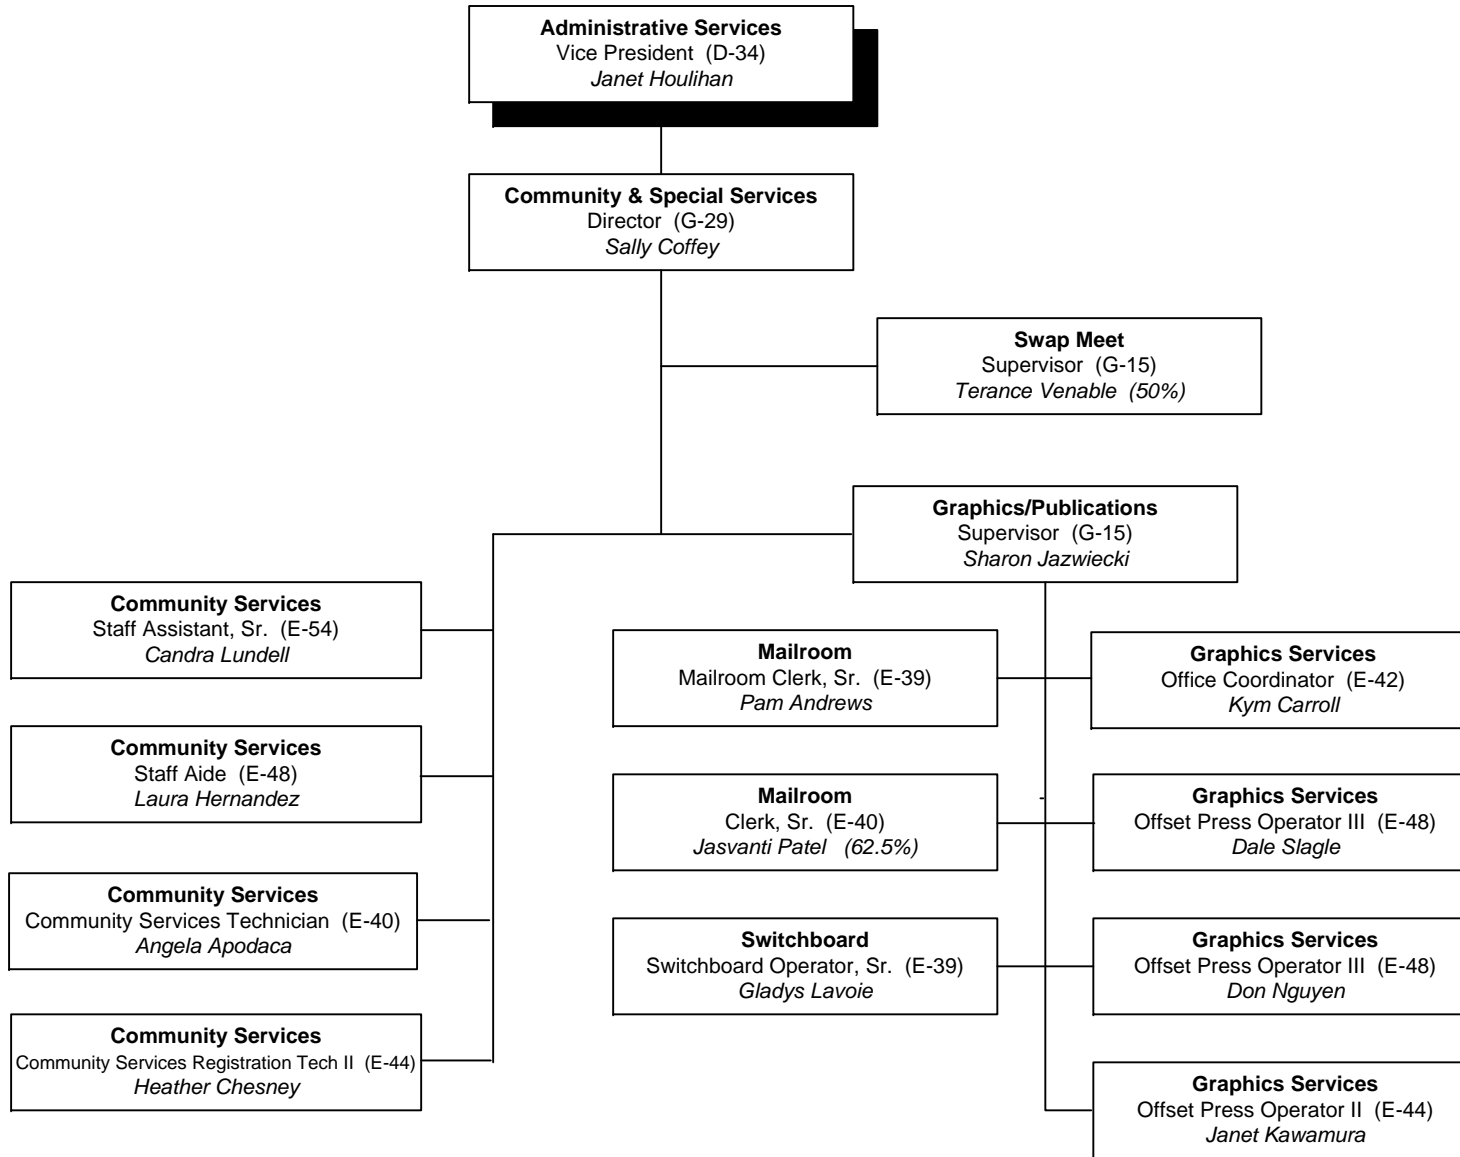 Administrative Services
Vice President (D-34)
Janet Houlihan
Community & Special Services
Director (G-29)
Sally Coffey
Swap Meet
Supervisor (G-15)
Terance Venable (50%)
Graphics/Publications
Supervisor (G-15)
Sharon Jazwiecki
Community Services
Staff Assistant, Sr. (E-54)
Candra Lundell
Community Services
Staff Aide (E-48)
Laura Hernandez
Community Services
Community Services Technician (E-40)
Angela Apodaca
Community Services
Community Services Registration Tech II (E-44)
Heather Chesney
Mailroom
Mailroom Clerk, Sr. (E-39)
Pam Andrews
Mailroom
Clerk, Sr. (E-40)
Jasvanti Patel (62.5%)
Switchboard
Switchboard Operator, Sr. (E-39)
Gladys Lavoie
Graphics Services
Office Coordinator (E-42)
Kym Carroll
Graphics Services
Offset Press Operator III (E-48)
Dale Slagle
Graphics Services
Offset Press Operator III (E-48)
Don Nguyen
Graphics Services
Offset Press Operator II (E-44)
Janet Kawamura